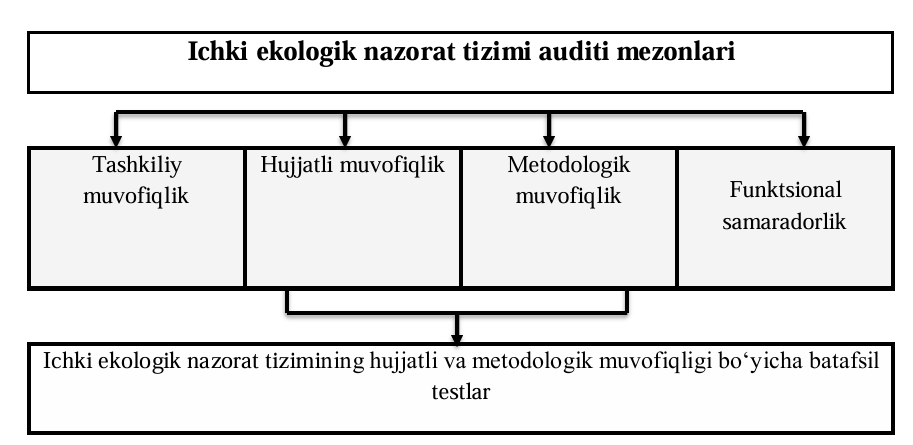 Ichki ekologik nazorat tizimi auditi mezonlari
Tashkiliy
muvofiqlik
Hujjatli muvofiqlik
Metodologik
muvofiqlik
Funktsional
samaradorlik
Ichki ekologik nazorat tizimining hujjatli va metodologik muvofiqligi bo‘yicha batafsil
testlar